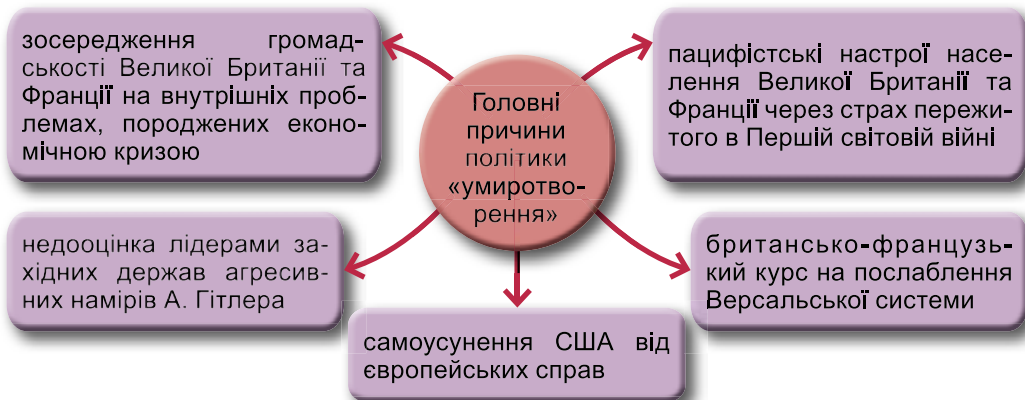 зосередження громад-
ськості Великої Британії та
Франції на внутрішніх проб-
лемах, породжених еконо-
мічною кризою
Головні
причини
політики
«умиротво-
рення»
пацифістські настрої насе-
лення Великої Британії та
Франції через страх пережи-
того в Першій світовій війні
недооцінка лідерами за-
хідних держав агресив-
них намірів А. Гітлера
самоусунення США від
європейських справ
британсько-французь-
кий курс на послаблення
Версальської системи